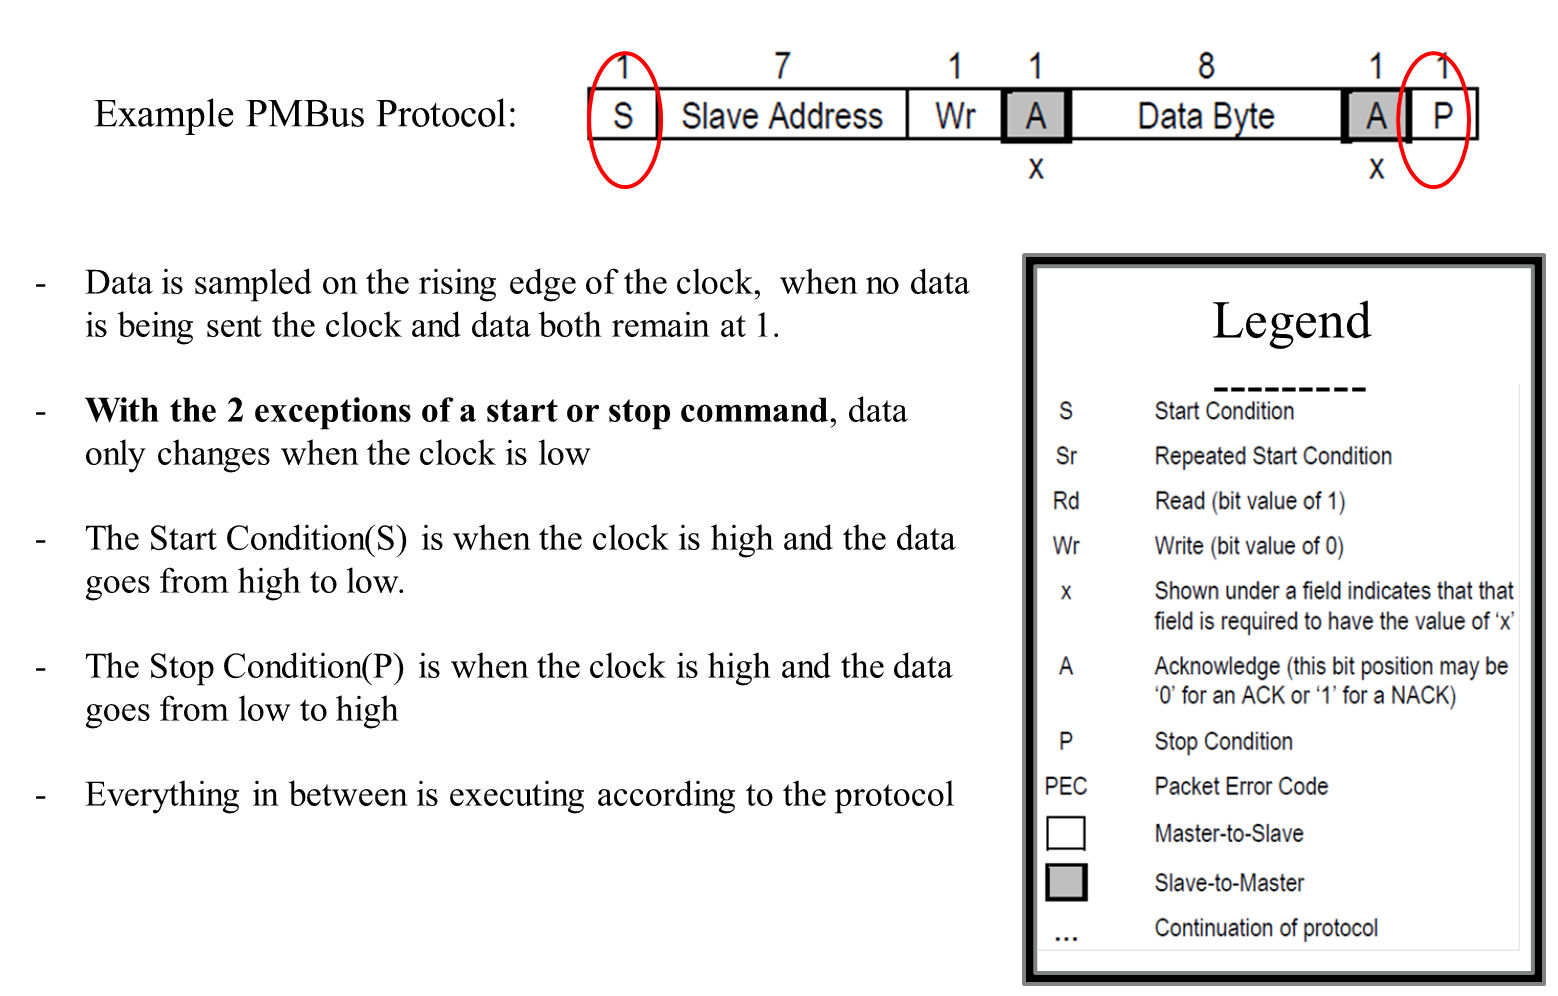 1 7 1 1 8 1 1
Example PMBus Protocol:
S Slave Address Wr A Data Byte A P
x x
- Data is sampled on the rising edge of the clock, when no data
is being sent the clock and data both remain at 1.
- With the 2 exceptions of a start or stop command, data
only changes when the clock is low
- The Start Condition(S) is when the clock is high and the data
goes from high to low.
- The Stop Condition(P) is when the clock is high and the data
goes from low to high
- Everything in between is executing according to the protocol
Legend
---------
S Start Condition
Sr Repeated Start Condition
Rd Read (bit value of 1)
Wr Write (bit value of 0)
x Shown under a field indicates that that
field is required to have the value of ‘x’
A Acknowledge (this bit position may be
‘0’ for an ACK or ‘1’ for a NACK)
P Stop Condition
PEC Packet Error Code
Master-to-Slave
Slave-to-Master
... Continuation of protocol